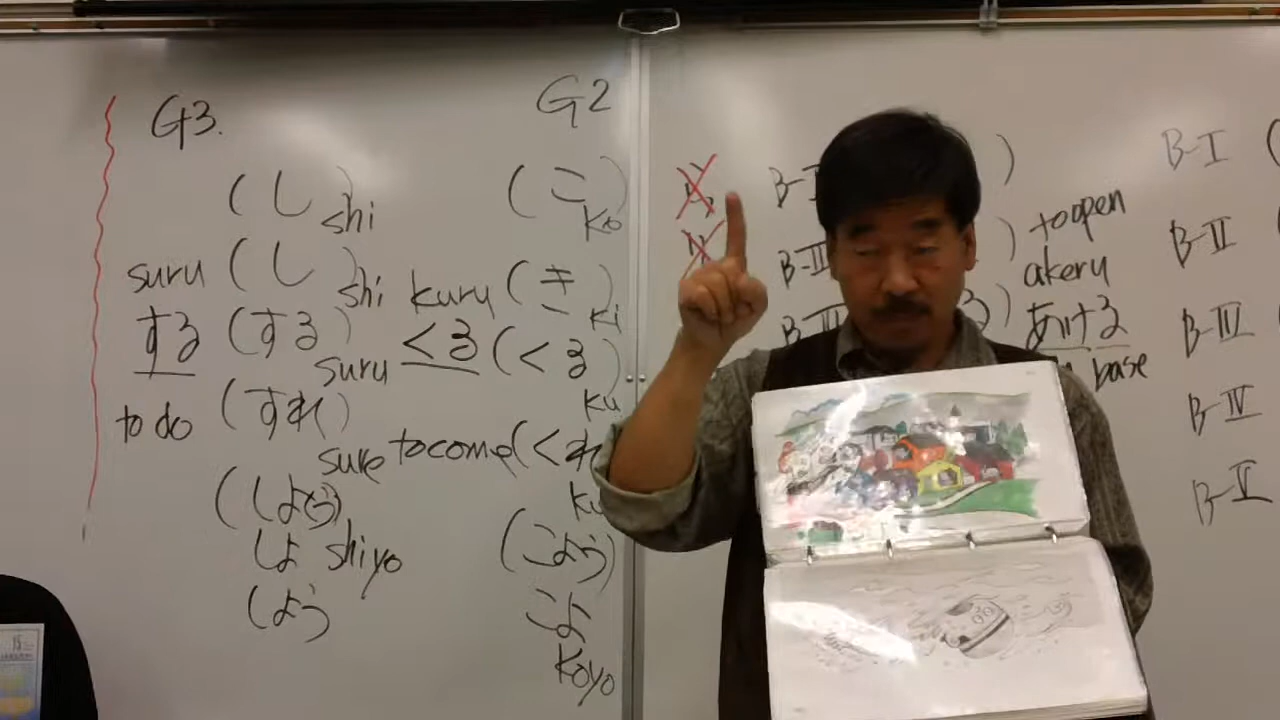 G3.
(し) shi
suru (し) shi
する (する) suru
to do (すれ) sure
(しよう)
しよ shiyo
しよう
G2
(こ) ko
kuru (き) ki
くる (くる) ku
to come (くれ ku
(こよう)
こよ
koyo
B-I )
B-II ) to open
akeru
B-III る) あける
base
B-I (
B-II
B-III
B-IV
B-V